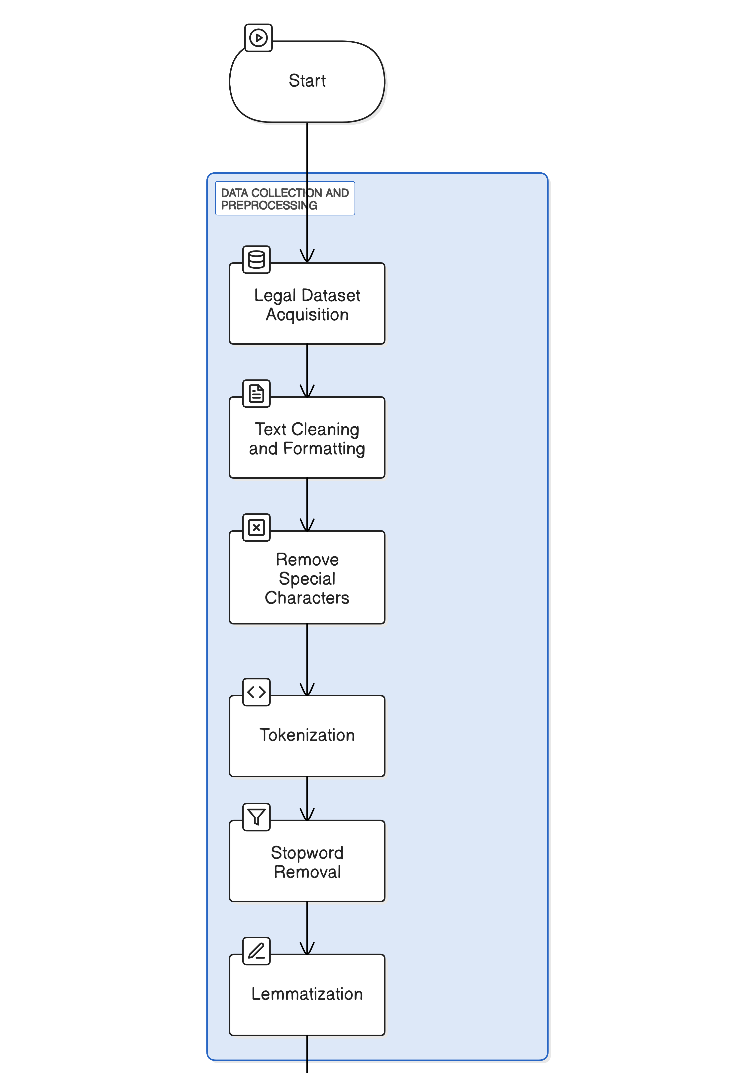 Start
DATA COLLECTION AND
PREPROCESSING
Legal Dataset
Acquisition
Text Cleaning
and Formatting
Remove
Special
Characters
Tokenization
Stopword
Removal
Lemmatization